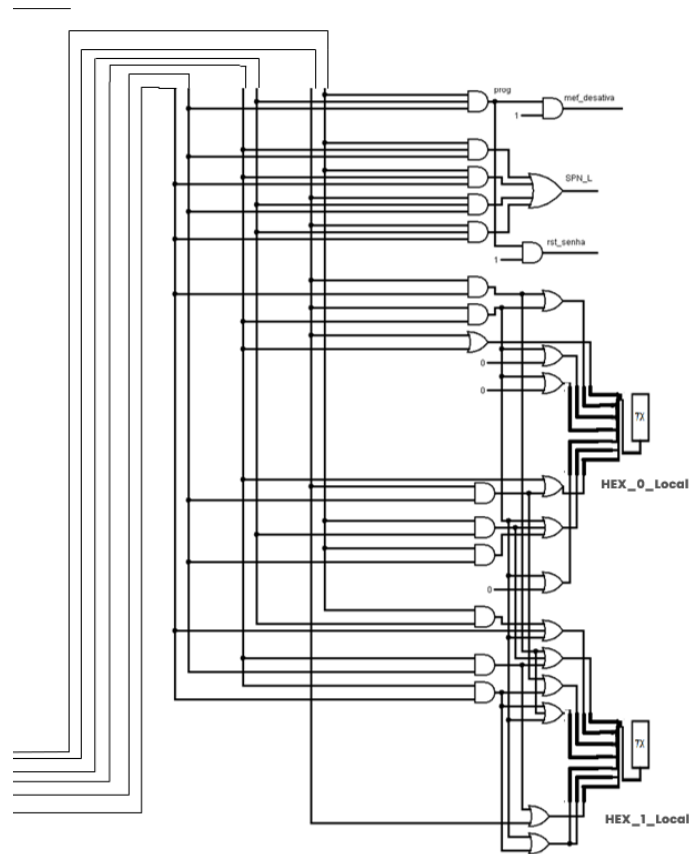 prog
mef_desativa
1
SPN_L
rst_senha
1
0
0
TX
HEX_0_Local
0
TX
HEX_1_Local